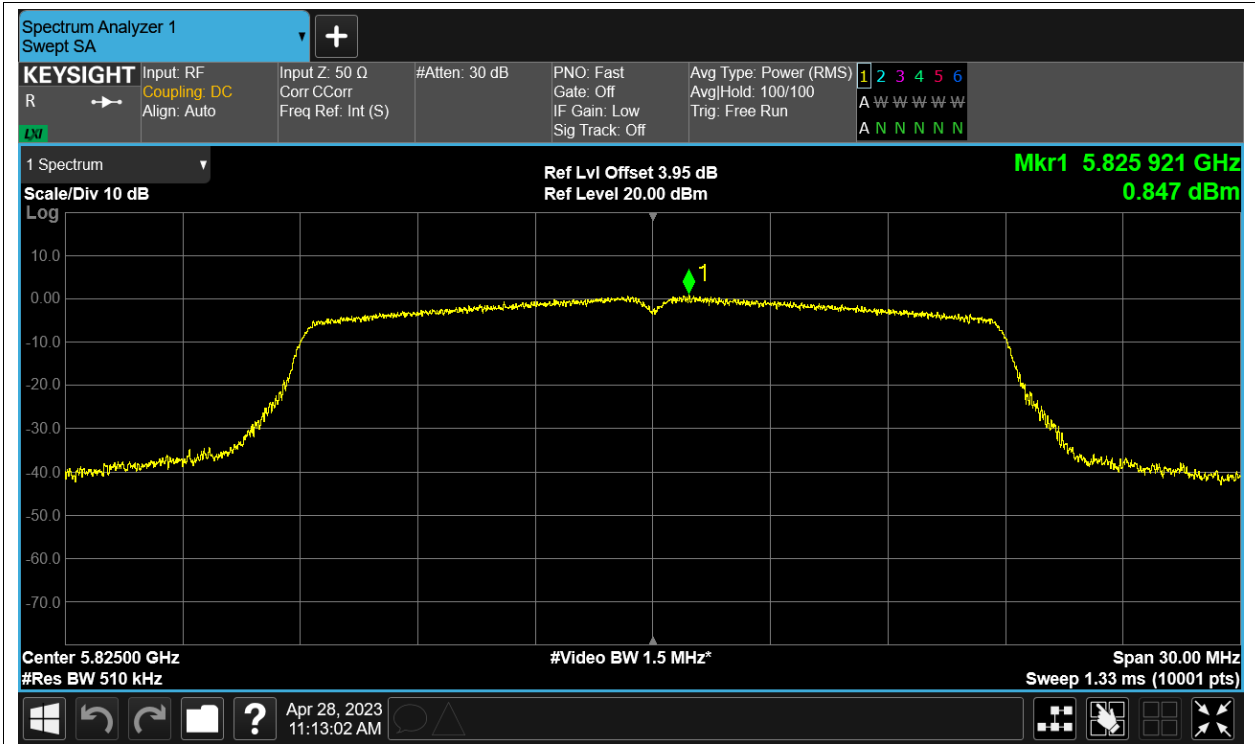 Spectrum Analyzer 1
Swept SA
KEYSIGHT
R
LXI
Input: RF
Coupling: DC
Align: Auto
Input Z: 50 Ω
Corr CCorr
Freq Ref: Int (S)
#Atten: 30 dB
PNO: Fast
Gate: Off
IF Gain: Low
Sig Track: Off
Avg Type: Power (RMS)
Avg|Hold: 100/100
Trig: Free Run
1 2 3 4 5 6
A W W W W W
A N N N N N
1 Spectrum
Scale/Div 10 dB
Log
Ref Lvl Offset 3.95 dB
Ref Level 20.00 dBm
Mkr1 5.825 921 GHz
0.847 dBm
1
10.0
0.00
-10.0
-20.0
-30.0
-40.0
-50.0
-60.0
-70.0
Center 5.82500 GHz
#Video BW 1.5 MHz*
Span 30.00 MHz
#Res BW 510 kHz
Sweep 1.33 ms (10001 pts)
?
Apr 28, 2023
11:13:02 AM